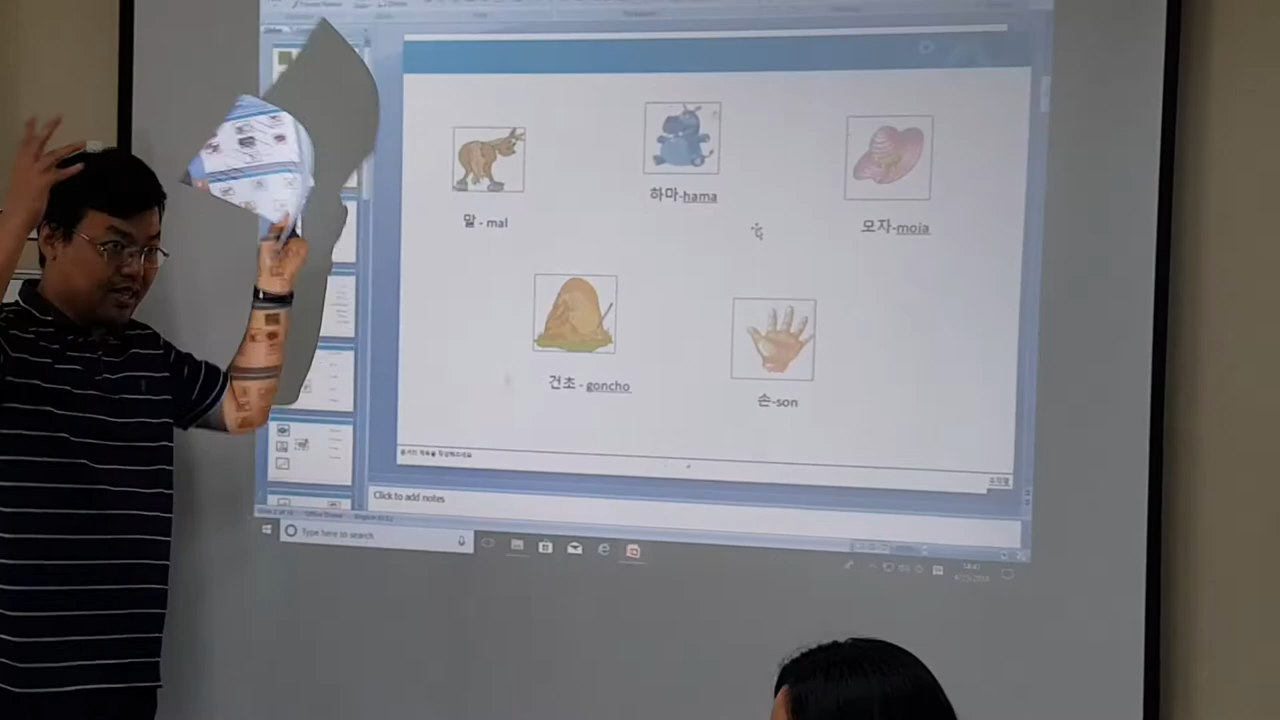 하마-hama
말 - mal
모자-moja
건초 - goncho
손-son
Click to add notes
Type here to search